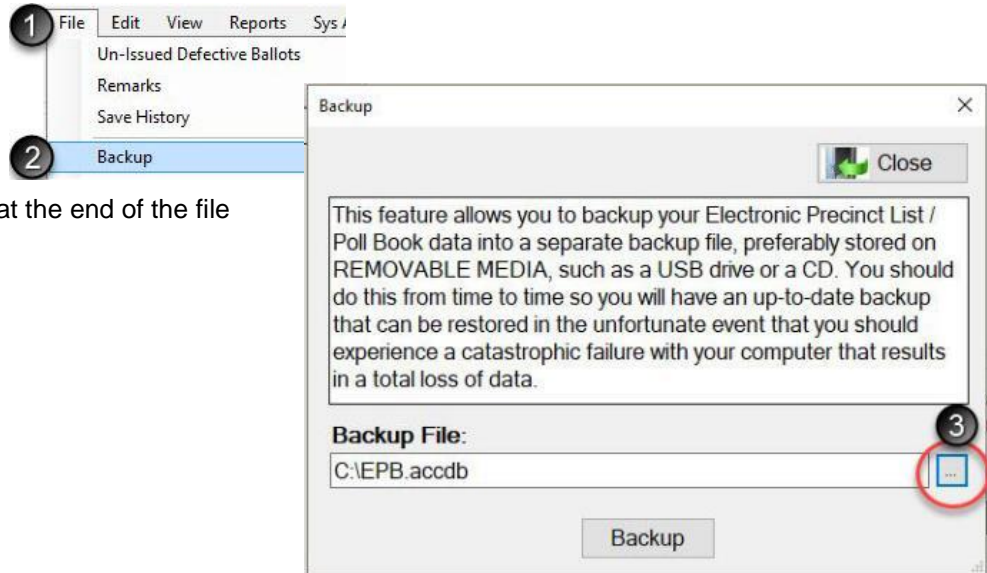 1
File Edit View Reports Sys
Un-Issued Defective Ballots
Remarks
Save History
2
Backup
at the end of the file
Backup
Close
This feature allows you to backup your Electronic Precinct List /
Poll Book data into a separate backup file, preferably stored on
REMOVABLE MEDIA, such as a USB drive or a CD. You should
do this from time to time so you will have an up-to-date backup
that can be restored in the unfortunate event that you should
experience a catastrophic failure with your computer that results
in a total loss of data.
3
Backup File:
C:\EPB.accdb
...
Backup